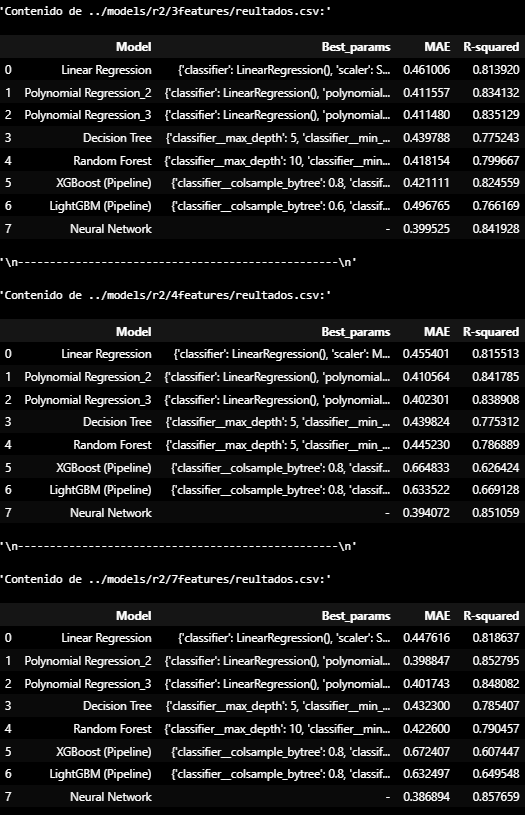 'Contenido de ../models/r2/3features/reultados.csv:'
Model Best_params MAE R-squared
0 Linear Regression {'classifier': LinearRegression(), 'scaler': S... 0.461006 0.813920
1 Polynomial Regression_2 {'classifier': LinearRegression(), 'polynomial... 0.411557 0.834132
2 Polynomial Regression_3 {'classifier': LinearRegression(), 'polynomial... 0.411480 0.835129
3 Decision Tree {'classifier__max_depth': 5, 'classifier__min_... 0.439788 0.775243
4 Random Forest {'classifier__max_depth': 10, 'classifier__min... 0.418154 0.799667
5 XGBoost (Pipeline) {'classifier__colsample_bytree': 0.8, 'classif... 0.421111 0.824559
6 LightGBM (Pipeline) {'classifier__colsample_bytree': 0.6, 'classif... 0.496765 0.766169
7 Neural Network - 0.399525 0.841928
'\n--------------------------------------------------\n'
'Contenido de ../models/r2/4features/reultados.csv:'
Model Best_params MAE R-squared
0 Linear Regression {'classifier': LinearRegression(), 'scaler': M... 0.455401 0.815513
1 Polynomial Regression_2 {'classifier': LinearRegression(), 'polynomial... 0.410564 0.841785
2 Polynomial Regression_3 {'classifier': LinearRegression(), 'polynomial... 0.402301 0.838908
3 Decision Tree {'classifier__max_depth': 5, 'classifier__min_... 0.439824 0.775312
4 Random Forest {'classifier__max_depth': 5, 'classifier__min_... 0.445230 0.786889
5 XGBoost (Pipeline) {'classifier__colsample_bytree': 0.8, 'classif... 0.664833 0.626424
6 LightGBM (Pipeline) {'classifier__colsample_bytree': 0.8, 'classif... 0.633522 0.669128
7 Neural Network - 0.394072 0.851059
'\n--------------------------------------------------\n'
'Contenido de ../models/r2/7features/reultados.csv:'
Model Best_params MAE R-squared
0 Linear Regression {'classifier': LinearRegression(), 'scaler': S... 0.447616 0.818637
1 Polynomial Regression_2 {'classifier': LinearRegression(), 'polynomial... 0.398847 0.852795
2 Polynomial Regression_3 {'classifier': LinearRegression(), 'polynomial... 0.401743 0.848082
3 Decision Tree {'classifier__max_depth': 5, 'classifier__min_... 0.432300 0.785407
4 Random Forest {'classifier__max_depth': 10, 'classifier__min... 0.422600 0.790457
5 XGBoost (Pipeline) {'classifier__colsample_bytree': 0.8, 'classif... 0.672407 0.607447
6 LightGBM (Pipeline) {'classifier__colsample_bytree': 0.8, 'classif... 0.632497 0.649548
7 Neural Network - 0.386894 0.857659